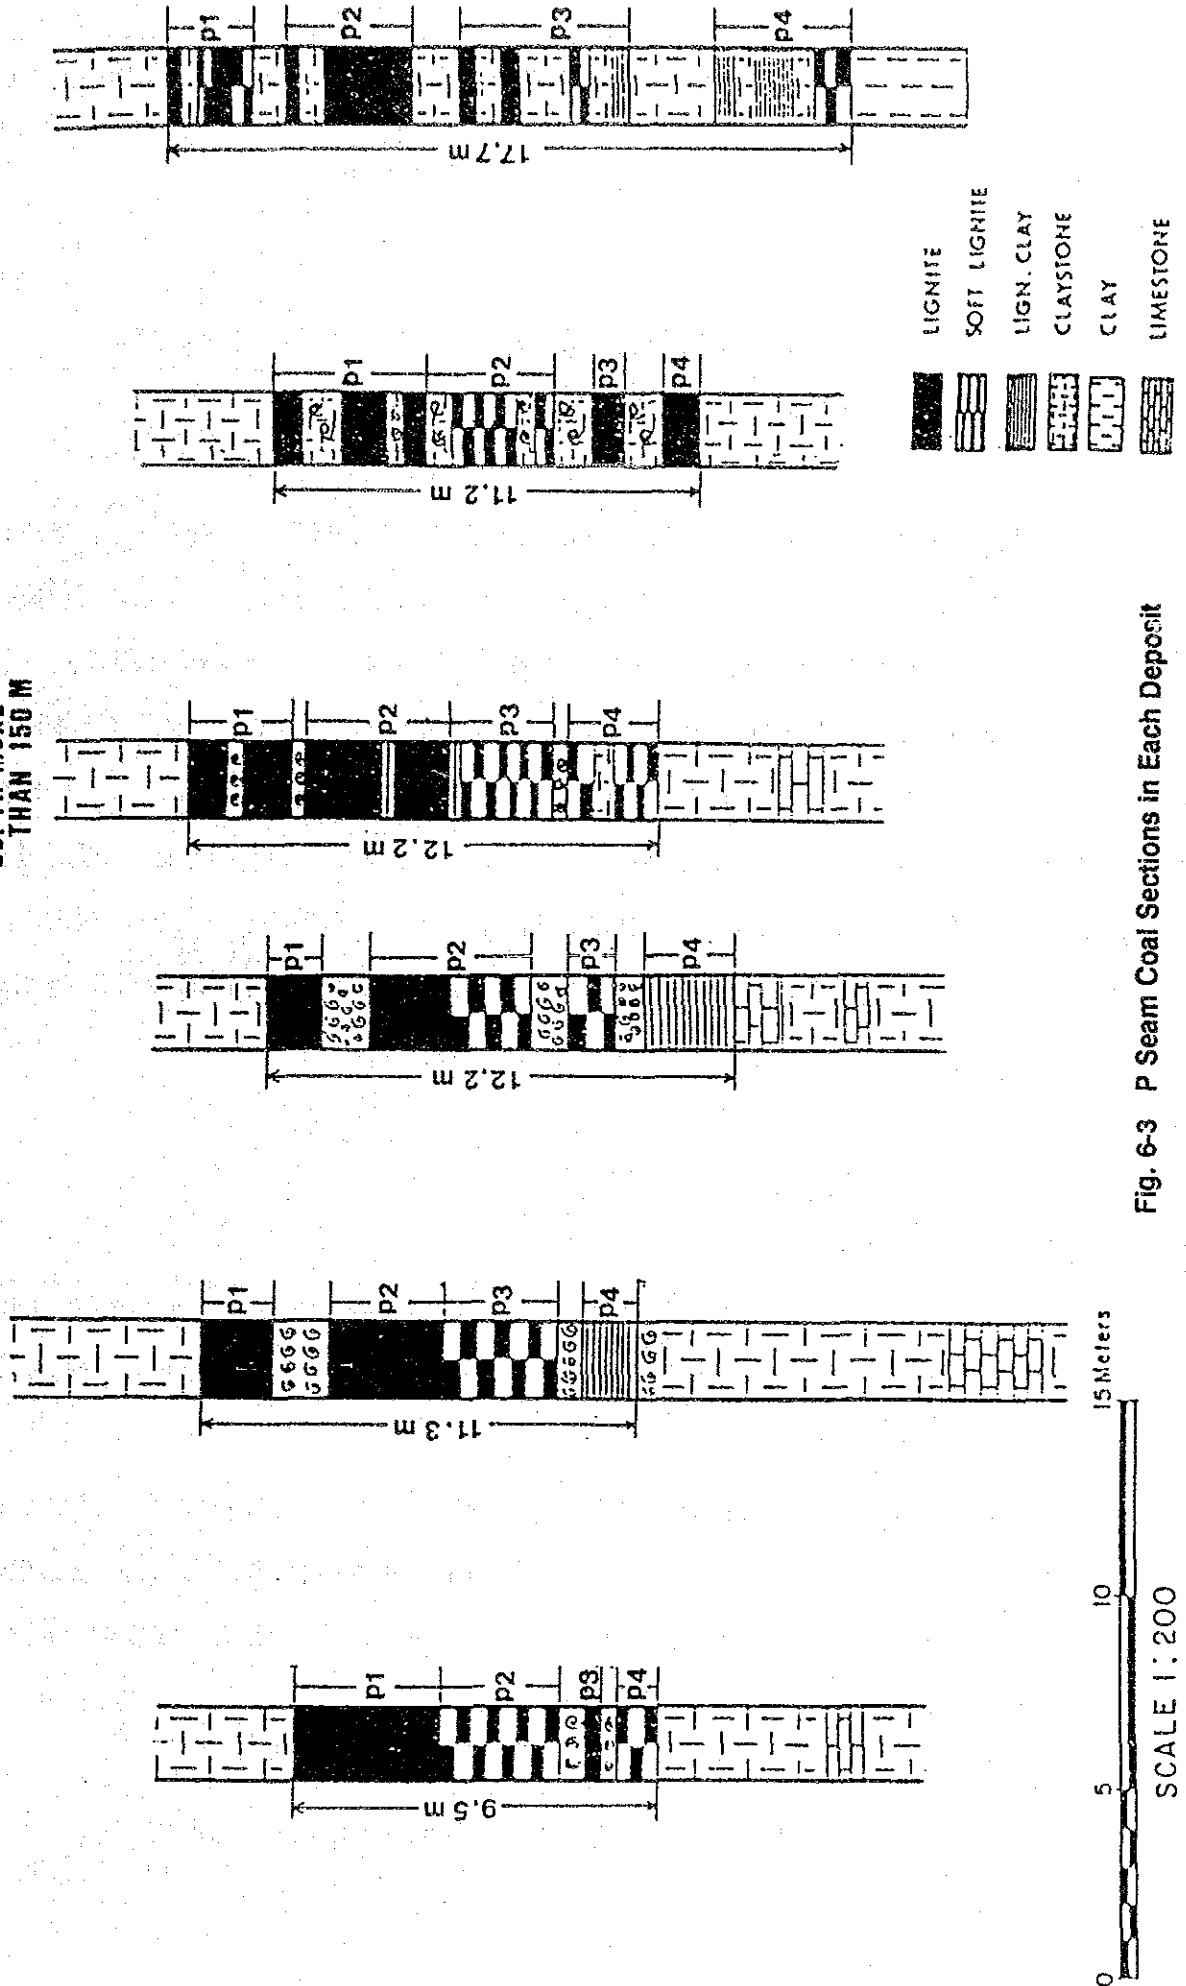 THAN 150 M
p1
p2
p3
p4
9.5 m
p1
p2
p3
p4
11.3 m
p1
p2
p3
p4
12.2 m
p1
p2
p3
p4
12.2 m
p1
p2
p3
p4
11.2 m
p1
p2
p3
p4
17.7 m
LIGNITE
SOFT LIGNITE
LIGN. CLAY
CLAYSTONE
CLAY
LIMESTONE
0 5 10 15 Meters
SCALE 1:200
Fig. 6-3 P Seam Coal Sections in Each Deposit